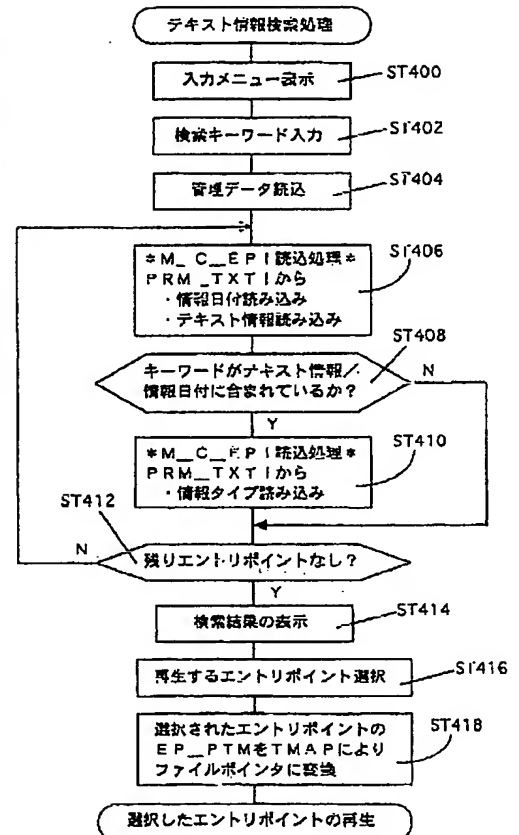 テキスト情報検索処理
入力メニュー表示
ST400
検索キーワード入力
ST402
管理データ読込
ST404
*M_C_EPI読込処理*
PRM_TXTIから
・情報日付読み込み
・テキスト情報読み込み
ST406
キーワードがテキスト情報/
情報日付に含まれているか?
ST408
N
Y
*M_C_EPI読込処理*
PRM_TXTIから
・情報タイプ読み込み
ST410
ST412
N
残りエントリポイントなし?
Y
検索結果の表示
ST414
再生するエントリポイント選択
ST416
選択されたエントリポイントの
EP_PTMをTMAPにより
ファイルポインタに変換
ST418
選択したエントリポイントの再生